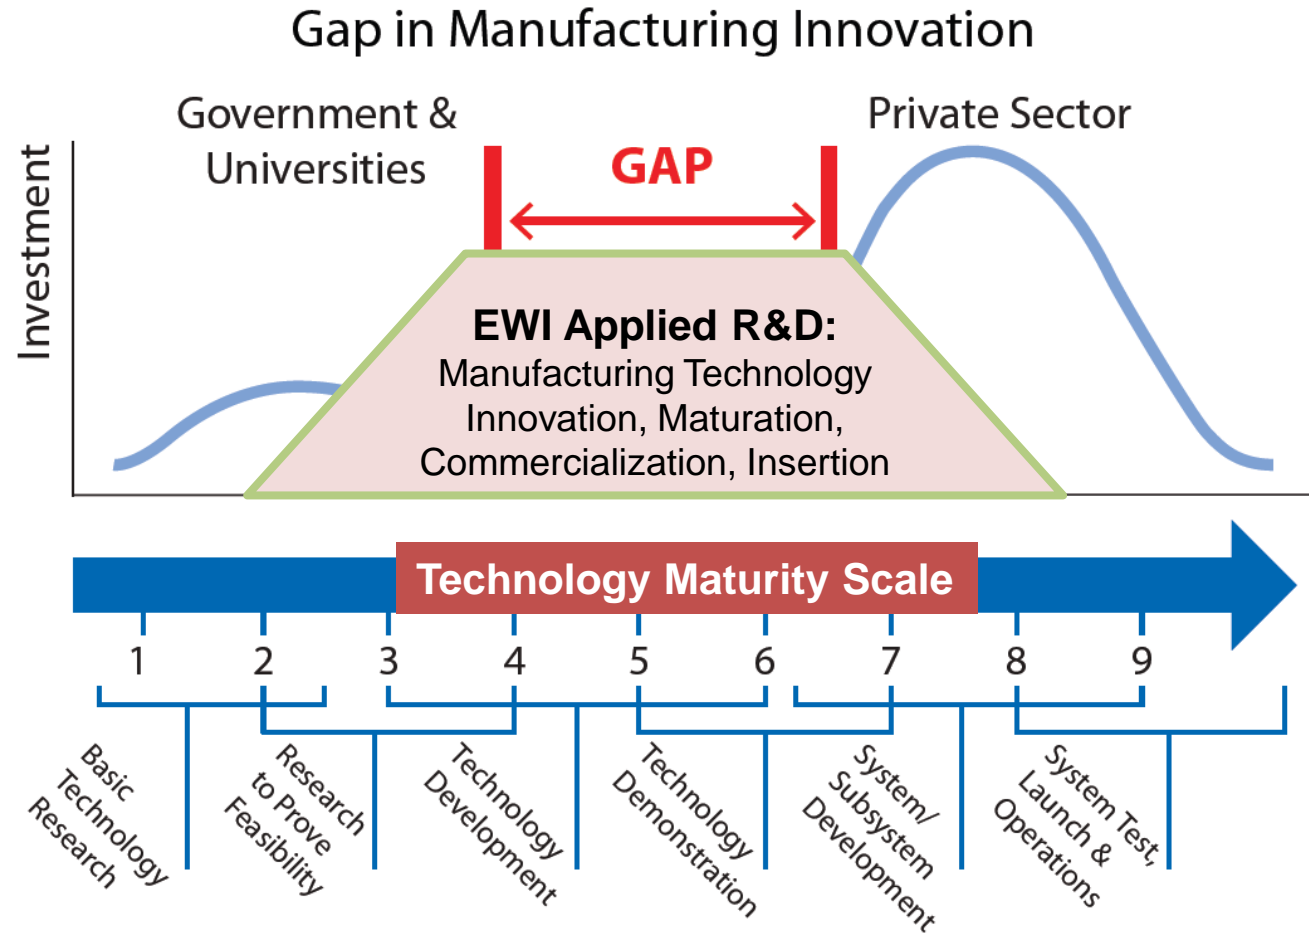 Gap in Manufacturing Innovation
Government &
Universities
Private Sector
GAP
Investment
EWI Applied R&D:
Manufacturing Technology
Innovation, Maturation,
Commercialization, Insertion
Technology Maturity Scale
1 2 3 4 5 6 7 8 9
Basic
Technology
Research
Research
to Prove
Feasibility
Technology
Development
Technology
Demonstration
System/
Subsystem
Development
System Test,
Launch &
Operations